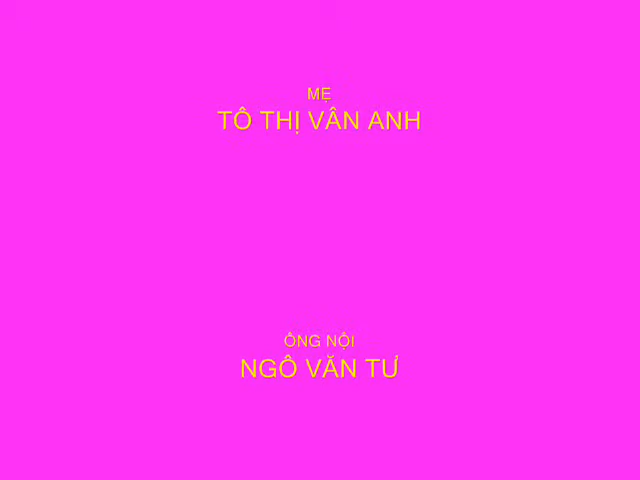 MẸ
TÔ THỊ VÂN ANH
ÔNG NỘI
NGÔ VĂN TƯ